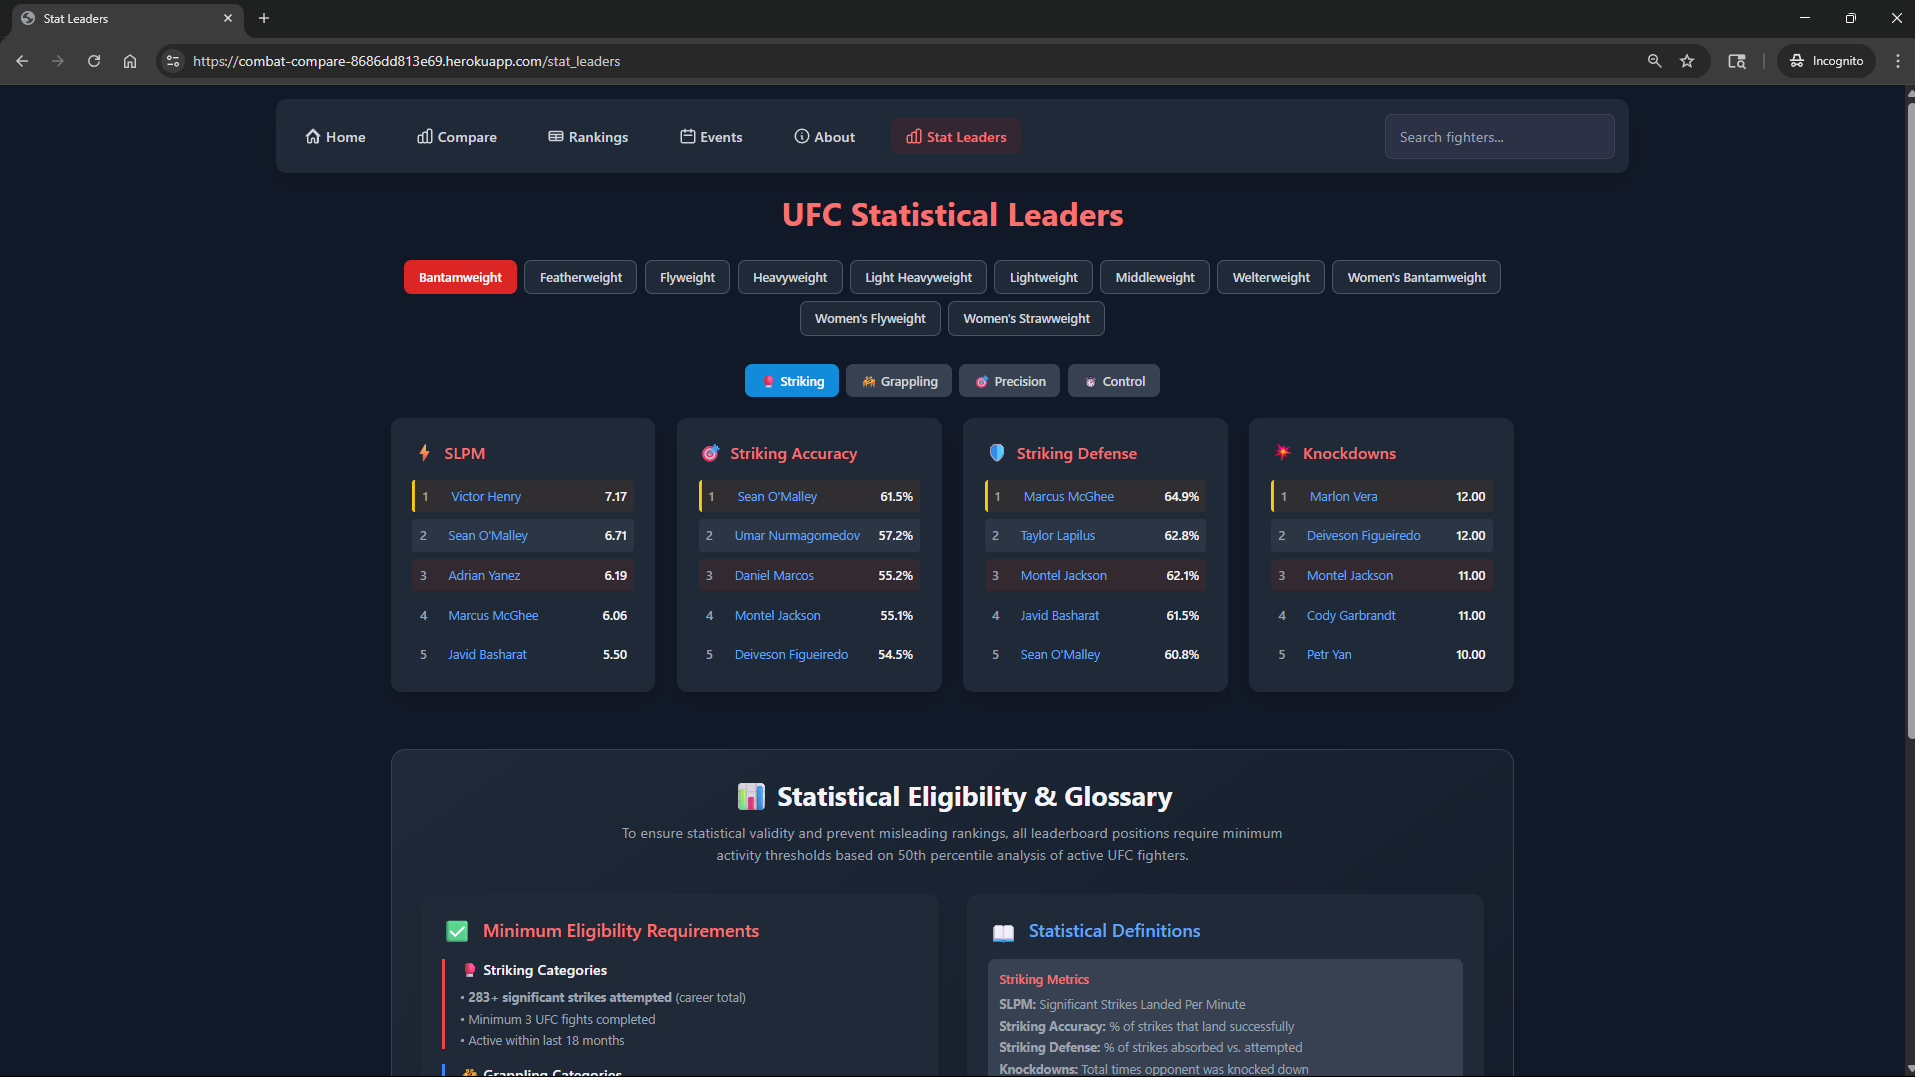 Stat Leaders
https://combat-compare-8686dd813e69.herokuapp.com/stat_leaders
Incognito
Home
Compare
Rankings
Events
About
Stat Leaders
Search fighters...
UFC Statistical Leaders
Bantamweight
Featherweight
Flyweight
Heavyweight
Light Heavyweight
Lightweight
Middleweight
Welterweight
Women's Bantamweight
Women's Flyweight
Women's Strawweight
Striking
Grappling
Precision
Control
SLPM
1 Victor Henry 7.17
2 Sean O'Malley 6.71
3 Adrian Yanez 6.19
4 Marcus McGhee 6.06
5 Javid Basharat 5.50
Striking Accuracy
1 Sean O'Malley 61.5%
2 Umar Nurmagomedov 57.2%
3 Daniel Marcos 55.2%
4 Montel Jackson 55.1%
5 Deiveson Figueiredo 54.5%
Striking Defense
1 Marcus McGhee 64.9%
2 Taylor Lapilus 62.8%
3 Montel Jackson 62.1%
4 Javid Basharat 61.5%
5 Sean O'Malley 60.8%
Knockdowns
1 Marlon Vera 12.00
2 Deiveson Figueiredo 12.00
3 Montel Jackson 11.00
4 Cody Garbrandt 11.00
5 Petr Yan 10.00
Statistical Eligibility & Glossary
To ensure statistical validity and prevent misleading rankings, all leaderboard positions require minimum
activity thresholds based on 50th percentile analysis of active UFC fighters.
Minimum Eligibility Requirements
Striking Categories
• 283+ significant strikes attempted (career total)
• Minimum 3 UFC fights completed
• Active within last 18 months
Grappling Categories
Statistical Definitions
Striking Metrics
SLPM: Significant Strikes Landed Per Minute
Striking Accuracy: % of strikes that land successfully
Striking Defense: % of strikes absorbed vs. attempted
Knockdowns: Total times opponent was knocked down